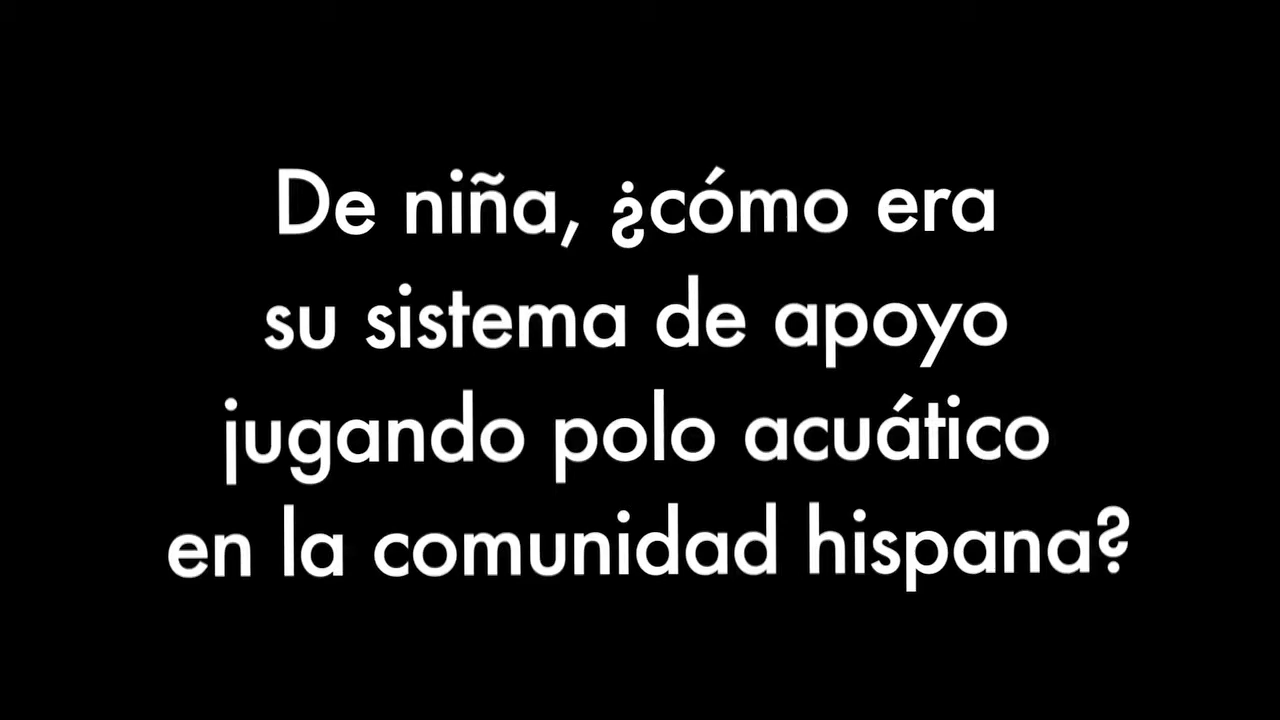 De niña, ¿cómo era
su sistema de apoyo
jugando polo acuático
en la comunidad hispana?